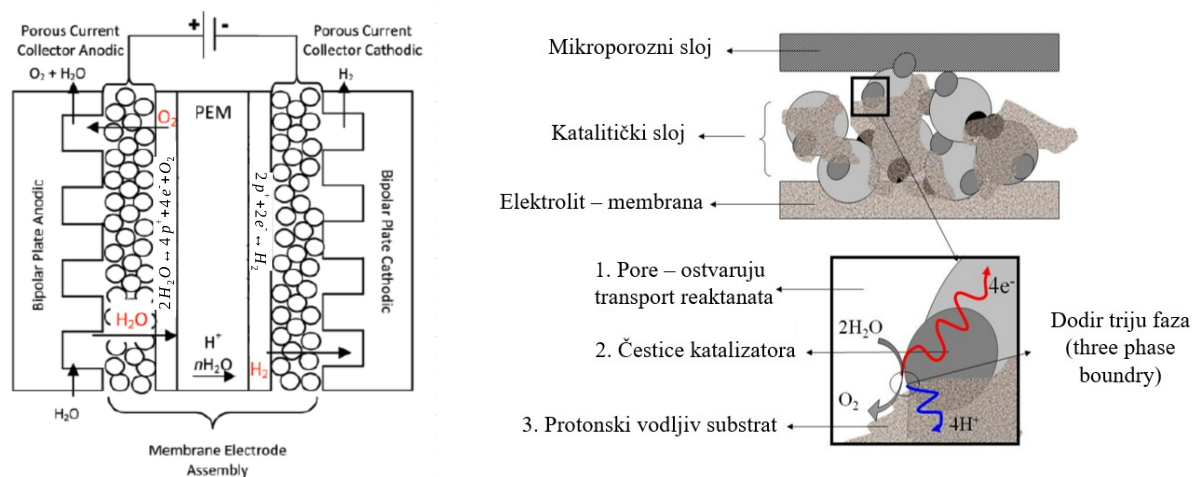 Porous Current
Collector Anodic
+ -
Porous Current
Collector Cathodic
O₂ + H₂O
H₂
O₂
PEM
Bipolar Plate Anodic
2H₂O ↔ 4p⁺+4e⁻+O₂
2p⁺+2e⁻ ↔ H₂
Bipolar Plate Cathodic
H₂O
H⁺
nH₂O
H₂
H₂O
Membrane Electrode
Assembly
Mikroporozni sloj
Katalitički sloj
Elektrolit – membrana
1. Pore – ostvaruju
transport reaktanata
2. Čestice katalizatora
3. Protonski vodljiv substrat
4e⁻
2H₂O
O₂
4H⁺
Dodir triju faza
(three phase
boundry)